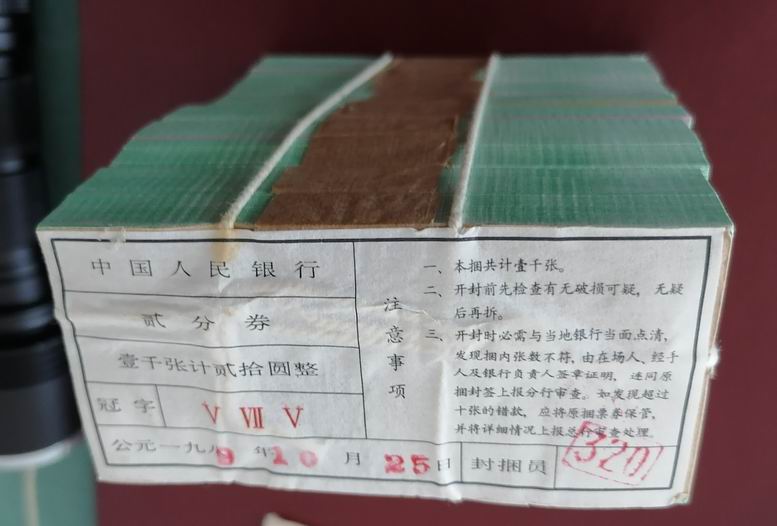 中国人民银行
贰分券
壹千张计贰拾圆整
冠字 Ⅴ Ⅶ Ⅴ
公元一九八9年10月25日
注意事项
一、本捆共计壹千张。
二、开封前先检查有无破损可疑，无疑
后再拆。
三、开封时必需与当地银行当面点清，
发现捆内张数不符，由在场人、经手
人及银行负责人签章证明，连同原
捆封签上报分行审查。如发现超过
十张的错款，应将原捆票券保管，
并将详细情况上报总行审查处理。
封捆员 320